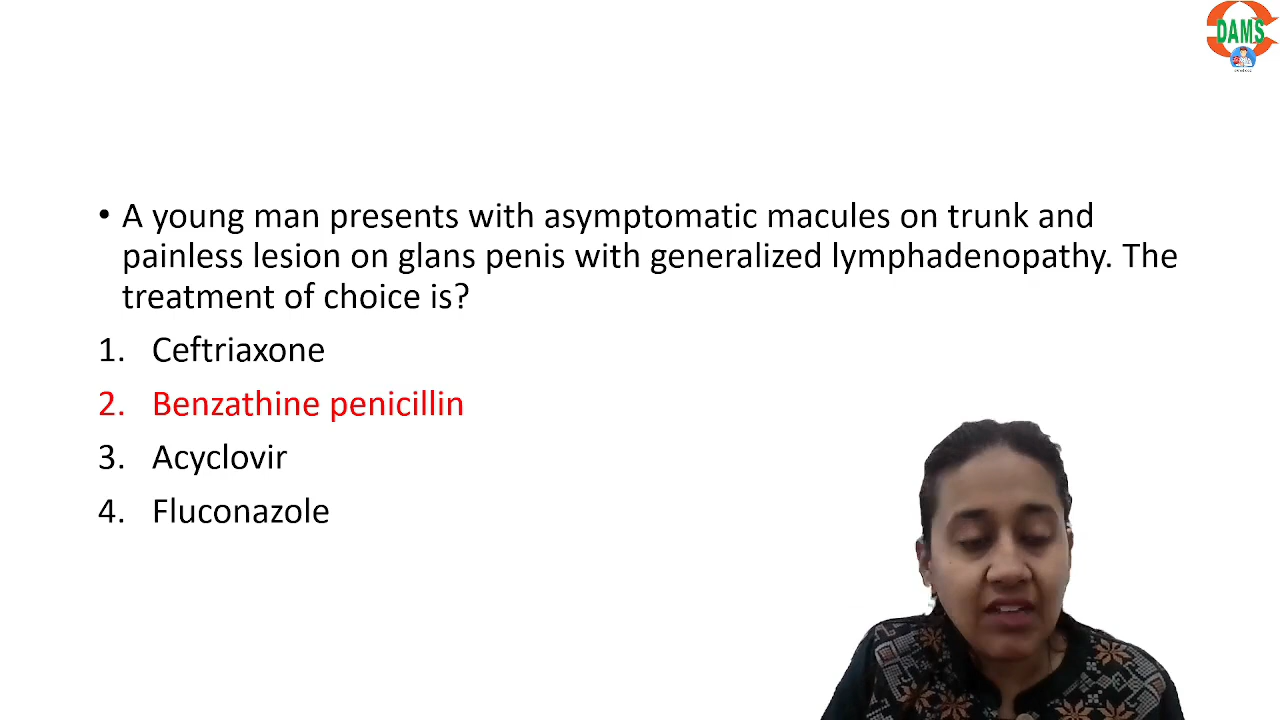 DAMS
• A young man presents with asymptomatic macules on trunk and
painless lesion on glans penis with generalized lymphadenopathy. The
treatment of choice is?
1. Ceftriaxone
2. Benzathine penicillin
3. Acyclovir
4. Fluconazole